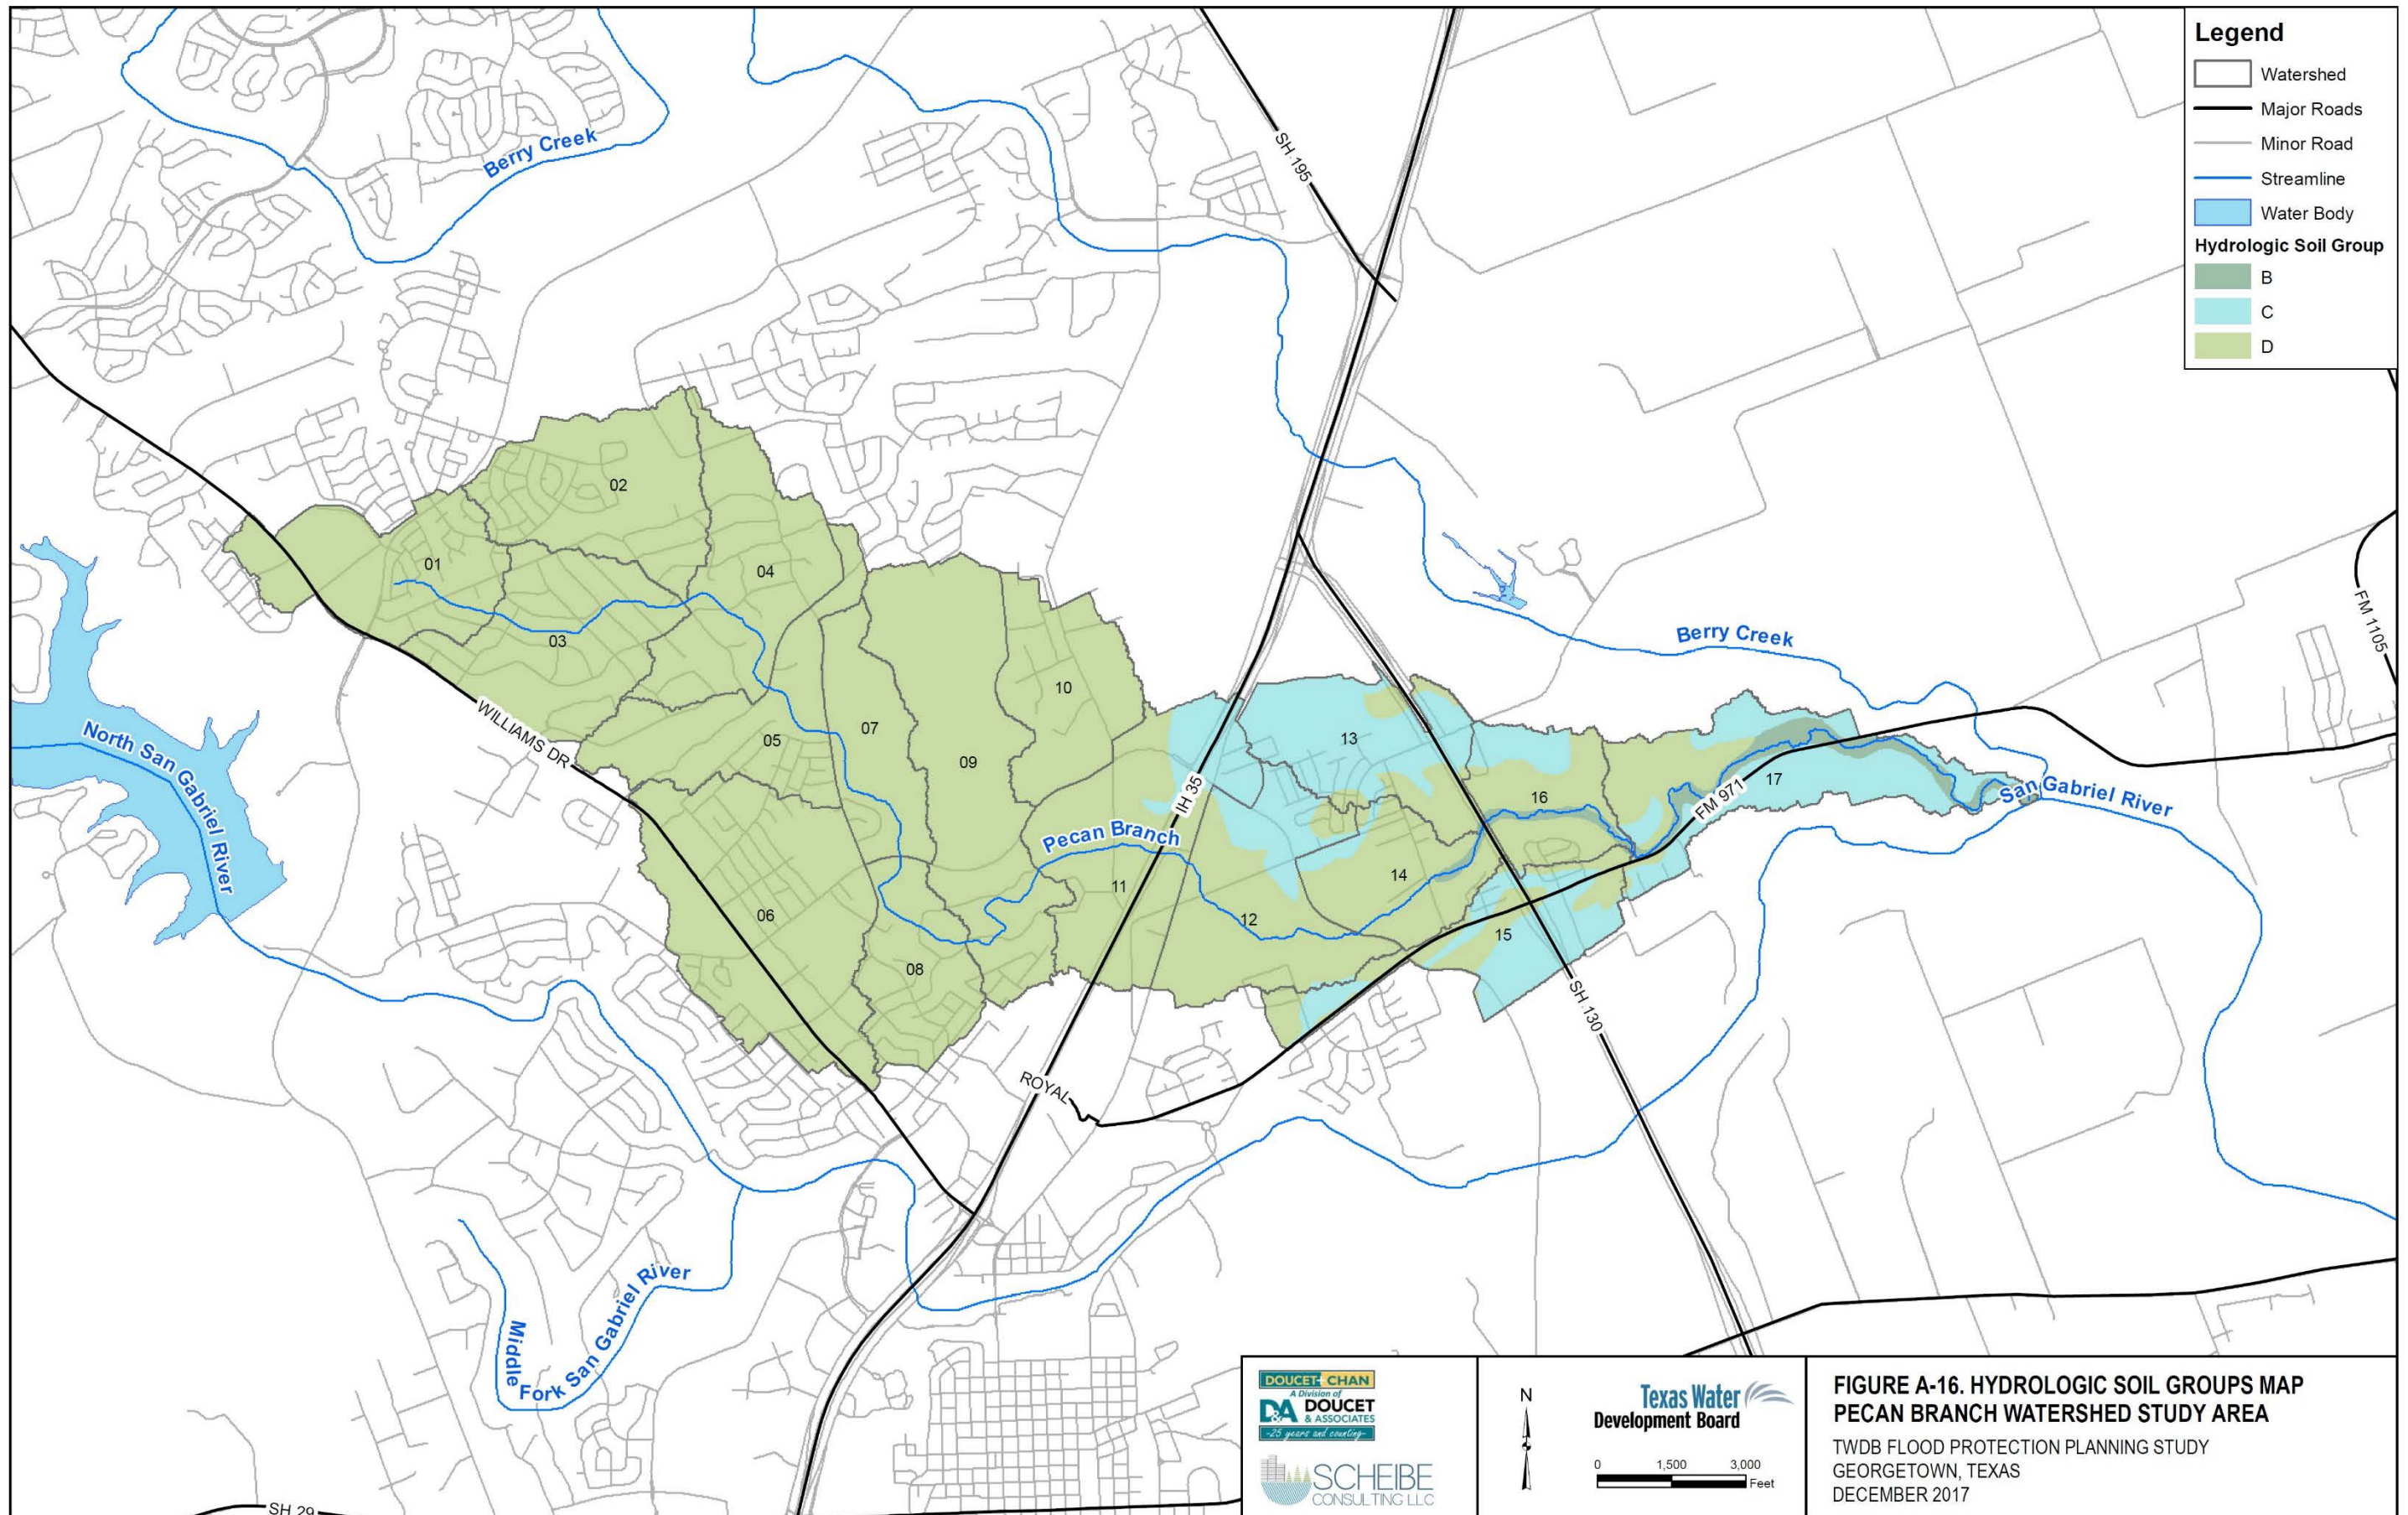 Legend
Watershed
Major Roads
Minor Road
Streamline
Water Body
Hydrologic Soil Group
B
C
D
Berry Creek
SH 195
02
01
04
03
FM 1105
Berry Creek
10
WILLIAMS DR
North San Gabriel River
05
07
09
13
IH 35
16
17
FM 971
San Gabriel River
Pecan Branch
11
14
06
12
15
08
SH 130
ROYAL
Middle
Fork San Gabriel River
SH 29
DOUCET+CHAN
A Division of
D&A DOUCET
& ASSOCIATES
-25 years and counting-
SCHEIBE
CONSULTING LLC
N
Texas Water
Development Board
0 1,500 3,000
Feet
FIGURE A-16. HYDROLOGIC SOIL GROUPS MAP
PECAN BRANCH WATERSHED STUDY AREA
TWDB FLOOD PROTECTION PLANNING STUDY
GEORGETOWN, TEXAS
DECEMBER 2017